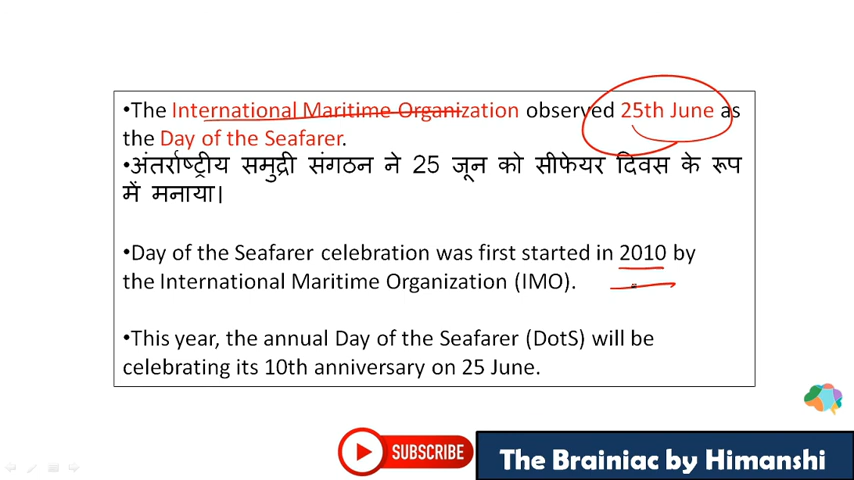 •The International Maritime Organization observed 25th June as
the Day of the Seafarer.
•अंतर्राष्ट्रीय समुद्री संगठन ने 25 जून को सीफेयर दिवस के रूप
में मनाया।
•Day of the Seafarer celebration was first started in 2010 by
the International Maritime Organization (IMO).
•This year, the annual Day of the Seafarer (DotS) will be
celebrating its 10th anniversary on 25 June.
SUBSCRIBE
The Brainiac by Himanshi